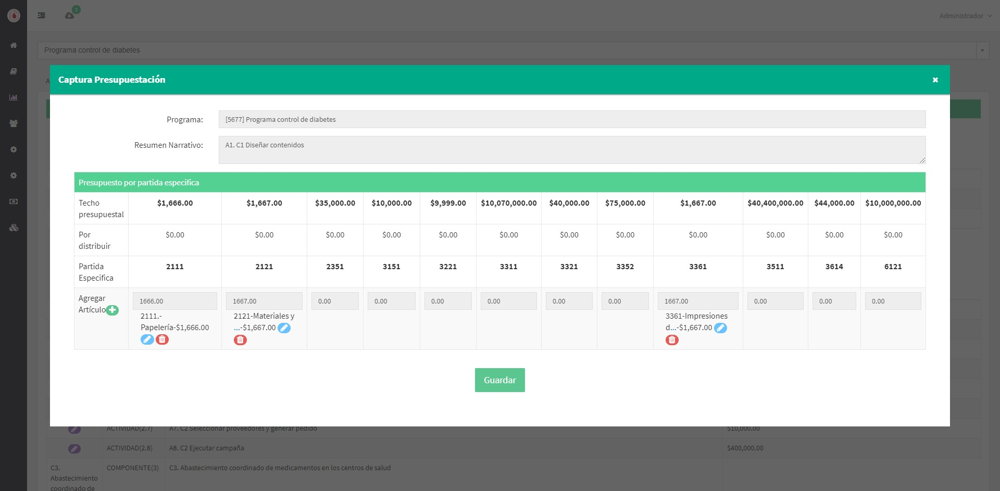 5
Administrador
Programa control de diabetes
A
Captura Presupuestación
Programa:
[5677] Programa control de diabetes
Resumen Narrativo:
A1. C1 Diseñar contenidos
Presupuesto por partida especifica
Techo presupuestal $1,666.00 $1,667.00 $35,000.00 $10,000.00 $9,999.00 $10,070,000.00 $40,000.00 $75,000.00 $1,667.00 $40,400,000.00 $44,000.00 $10,000,000.00
Por distribuir $0.00 $0.00 $0.00 $0.00 $0.00 $0.00 $0.00 $0.00 $0.00 $0.00 $0.00 $0.00
Partida Especifica 2111 2121 2351 3151 3221 3311 3321 3352 3361 3511 3614 6121
Agregar Artículo 1666.00 1667.00 0.00 0.00 0.00 0.00 0.00 0.00 1667.00 0.00 0.00 0.00
2111.-
Papelería-$1,666.00
2121-Materiales y
...-$1,667.00
3361-Impresiones
d...-$1,667.00
Guardar
ACTIVIDAD(2.7) A7. C2 Seleccionar proveedores y generar pedido $10,000.00
ACTIVIDAD(2.8) A8. C2 Ejecutar campaña $400,000.00
C3. COMPONENTE(3) C3. Abastecimiento coordinado de medicamentos en los centros de salud
Abastecimiento
coordinado de